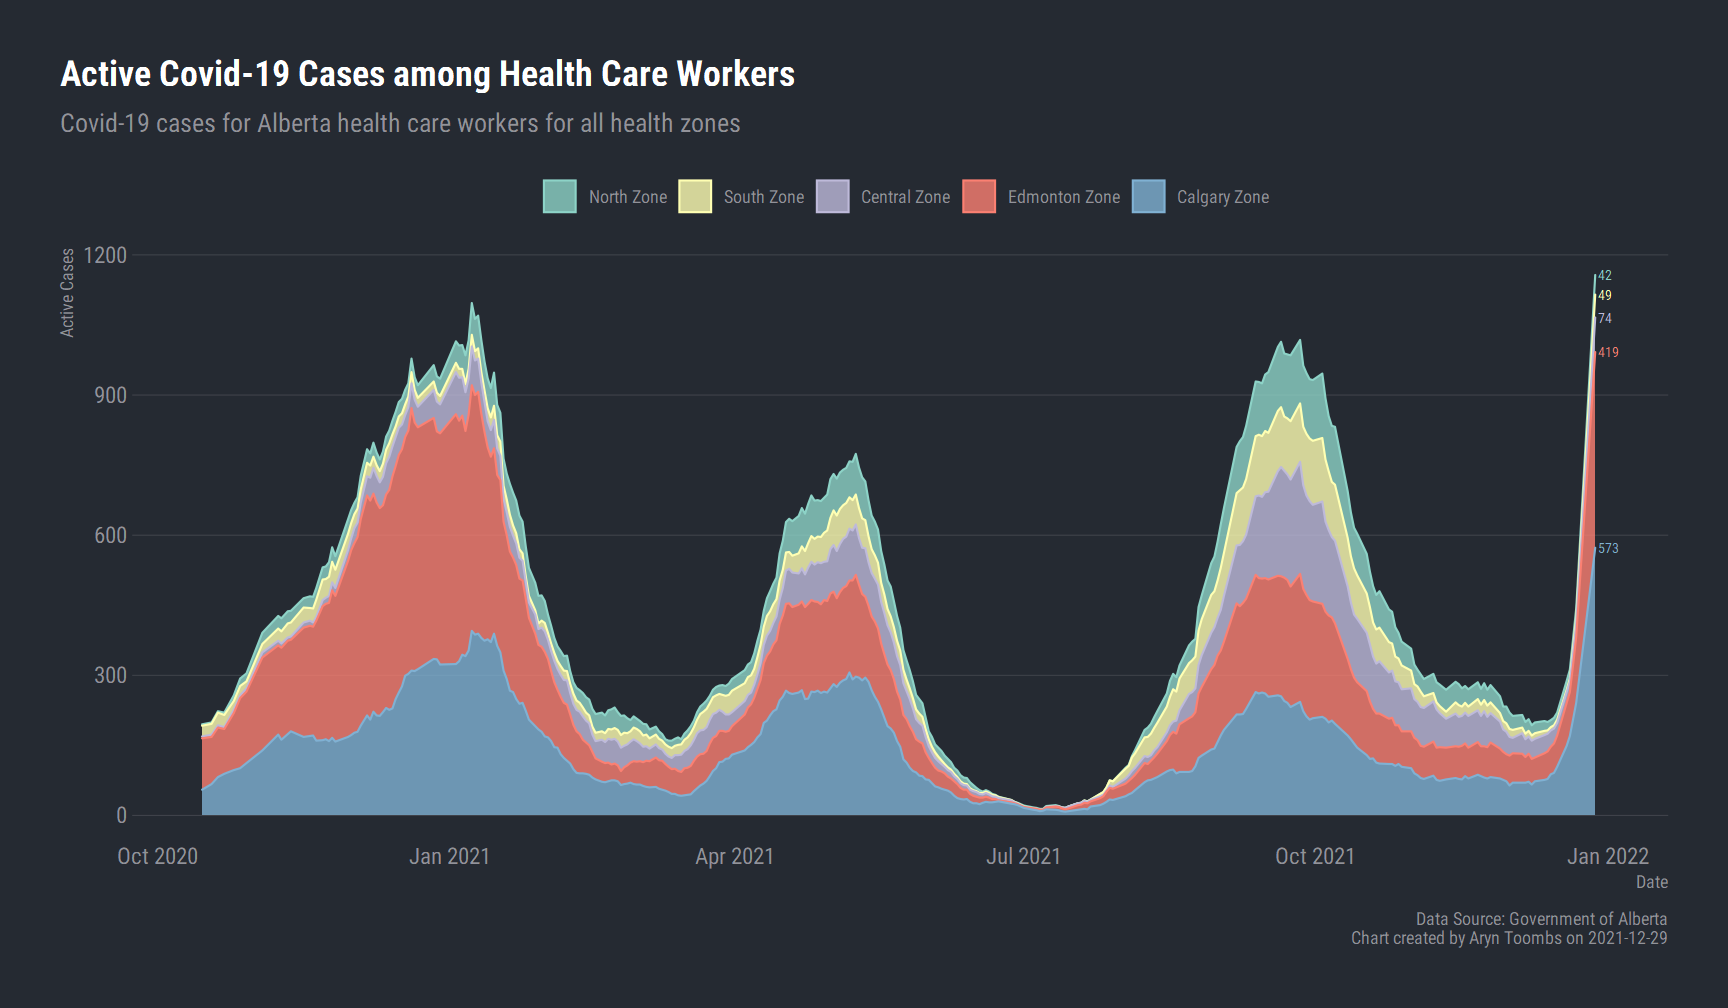 Active Covid-19 Cases among Health Care Workers
Covid-19 cases for Alberta health care workers for all health zones
North Zone South Zone Central Zone Edmonton Zone Calgary Zone
Active Cases
1200
900
600
300
0
42
49
74
419
573
Oct 2020 Jan 2021 Apr 2021 Jul 2021 Oct 2021 Jan 2022
Date
Data Source: Government of Alberta
Chart created by Aryn Toombs on 2021-12-29